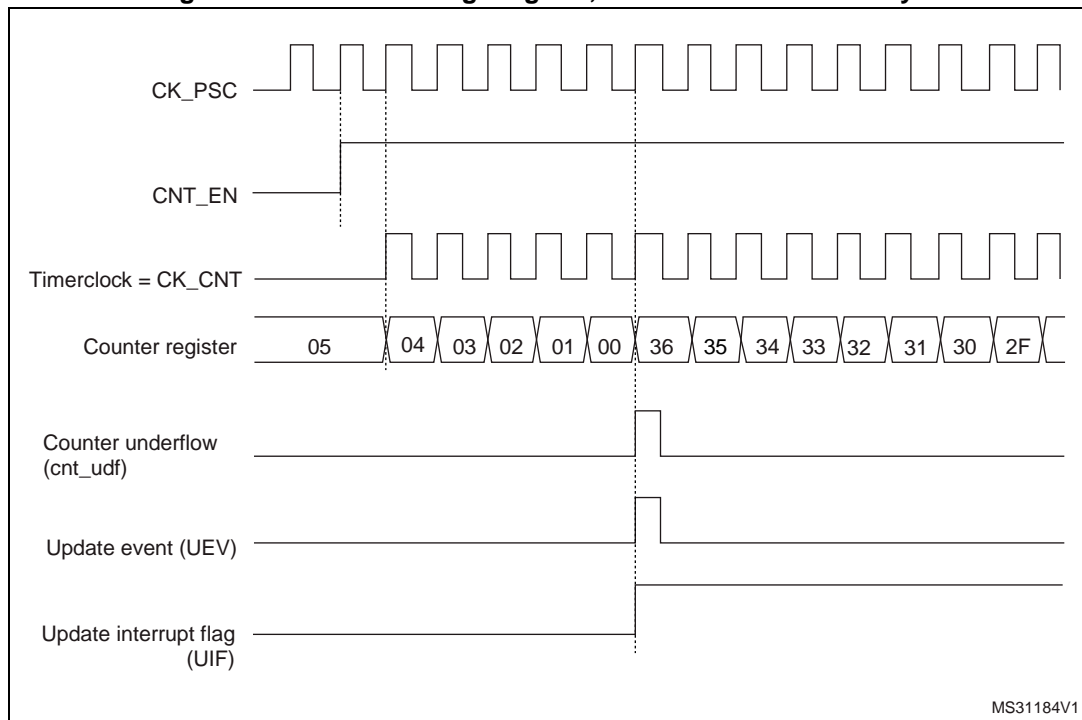 CK_PSC
CNT_EN
Timerclock = CK_CNT
Counter register 05 04 03 02 01 00 36 35 34 33 32 31 30 2F
Counter underflow
(cnt_udf)
Update event (UEV)
Update interrupt flag
(UIF)
MS31184V1